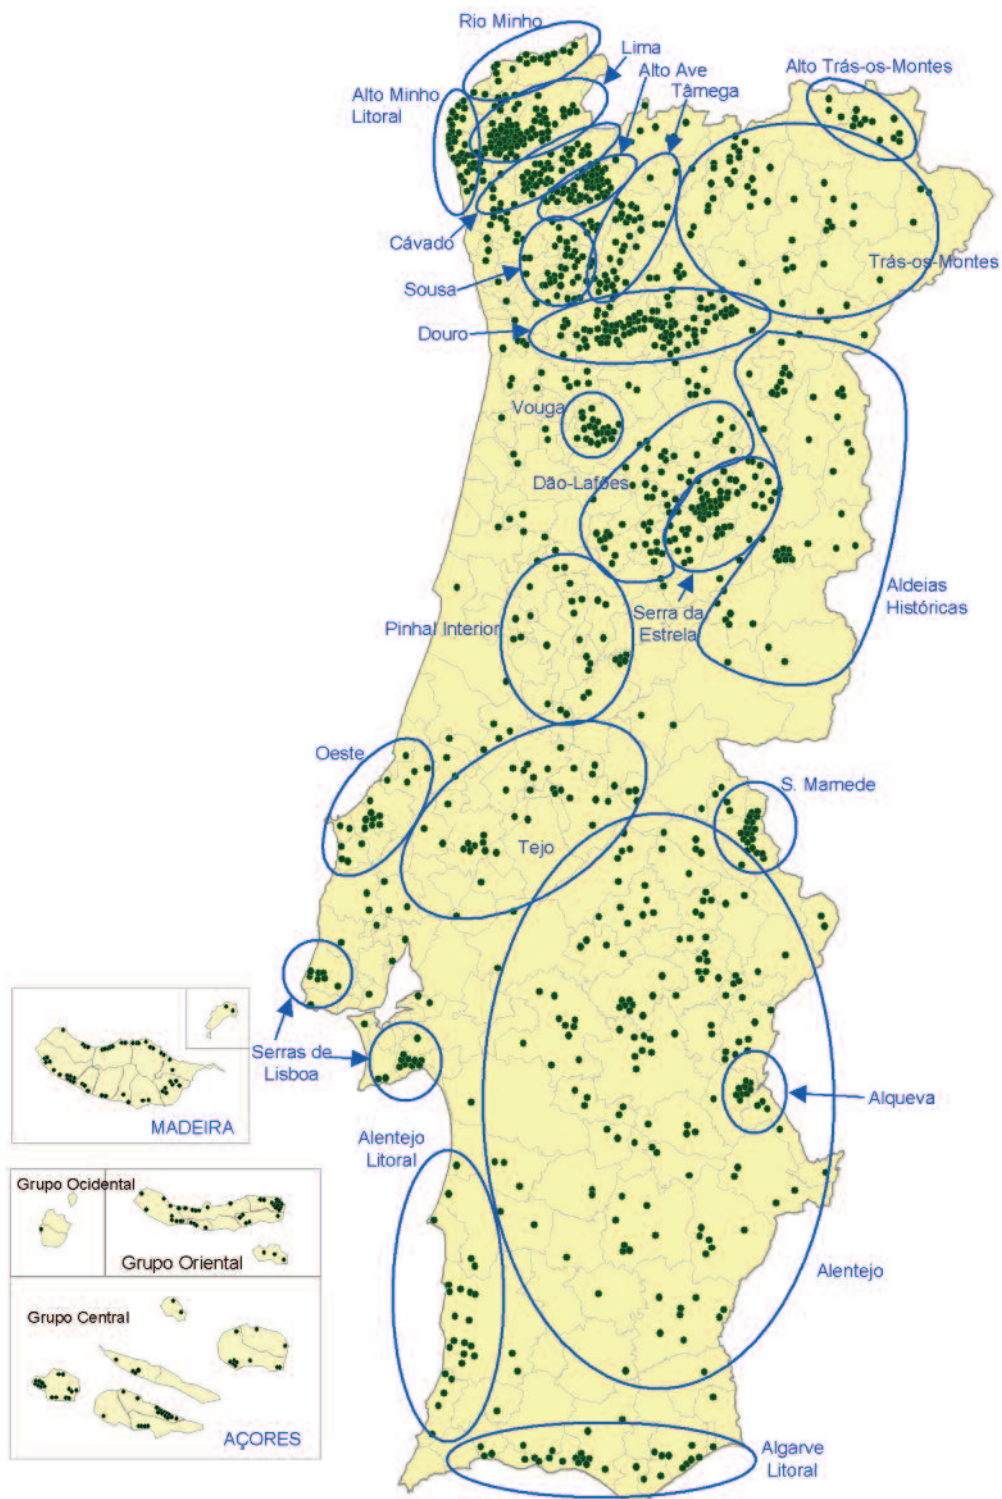 Rio Minho
Lima
Alto Ave
Tâmega
Alto Trás-os-Montes
Alto Minho
Litoral
Cávado
Sousa
Trás-os-Montes
Douro
Vouga
Dão-Lafões
Serra da
Estrela
Aldeias
Históricas
Pinhal Interior
Oeste
S. Mamede
Tejo
Serras de
Lisboa
MADEIRA
Alqueva
Alentejo
Litoral
Grupo Ocidental
Grupo Oriental
Alentejo
Grupo Central
AÇORES
Algarve
Litoral